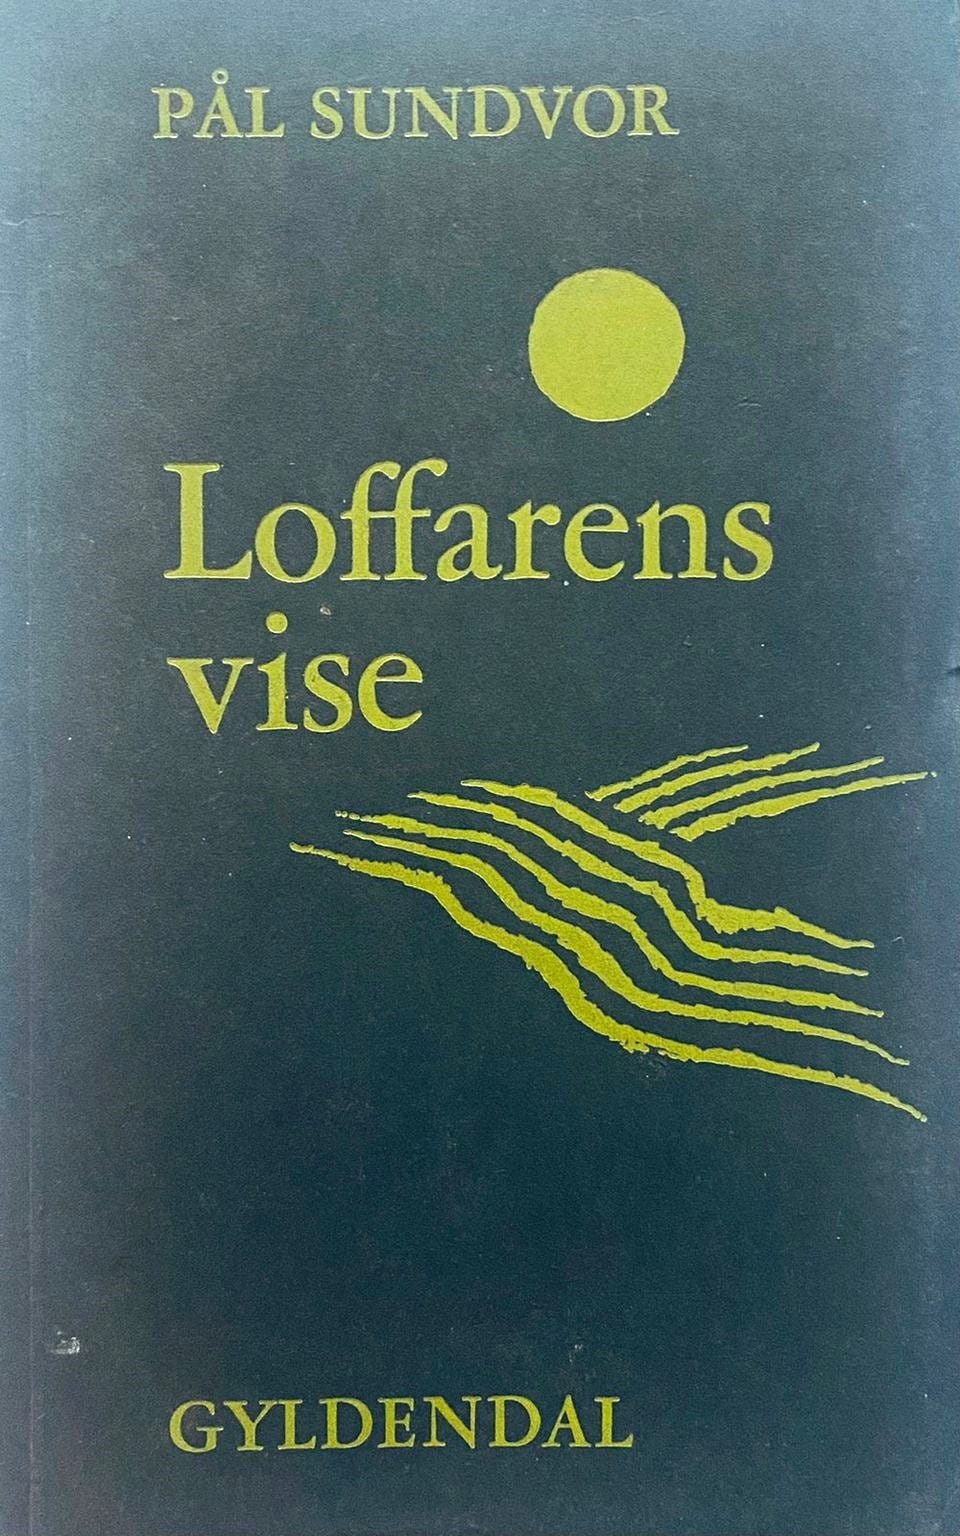 PÅL SUNDVOR
Loffarens
vise
GYLDENDAL